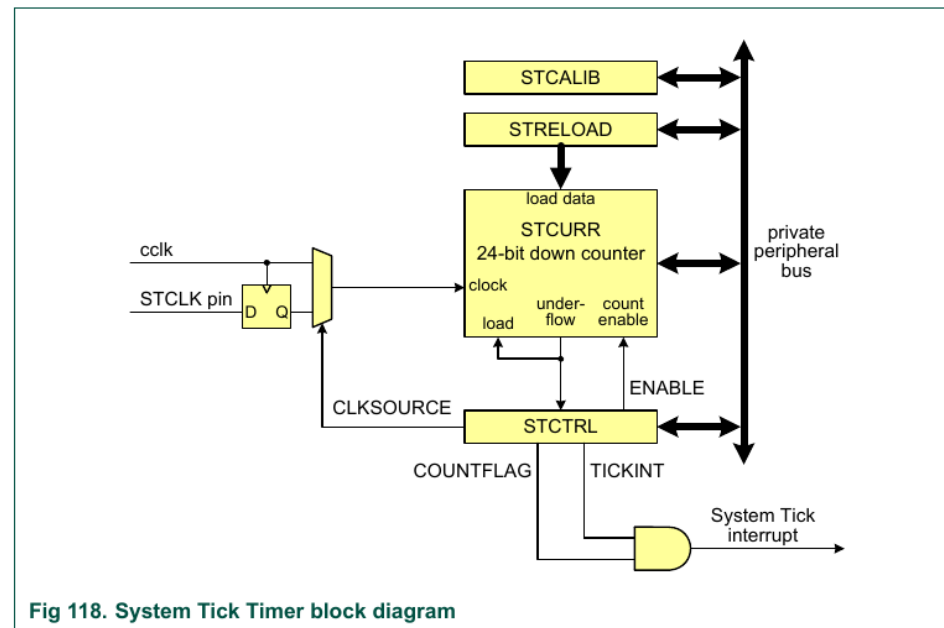 STCALIB
STRELOAD
load data
STCURR
24-bit down counter
private
peripheral
bus
cclk
clock
STCLK pin
D Q
under-
flow
count
enable
load
ENABLE
CLKSOURCE
STCTRL
COUNTFLAG
TICKINT
System Tick
interrupt
Fig 118. System Tick Timer block diagram